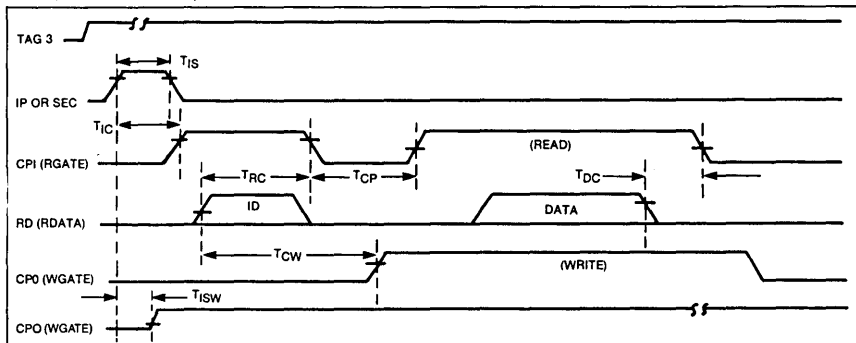 TAG 3
T_IS
IP OR SEC
T_IC
CPI (RGATE)
(READ)
T_RC
T_CP
T_DC
RD (RDATA)
ID
DATA
T_CW
CP0 (WGATE)
(WRITE)
T_ISW
CPO (WGATE)